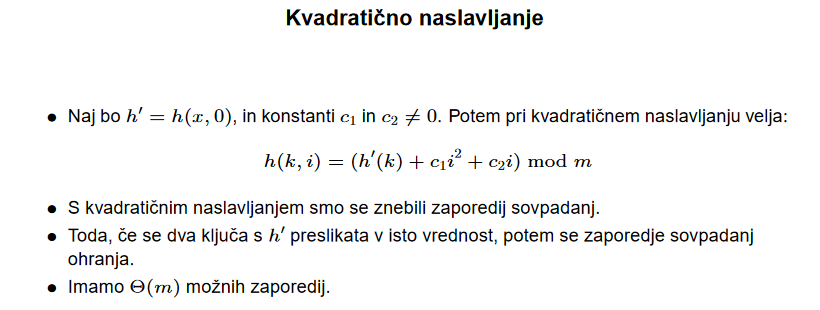 Kvadratično naslavljanje
● Naj bo h′ = h(x, 0), in konstanti c₁ in c₂ ≠ 0. Potem pri kvadratičnem naslavljanju velja:
h(k, i) = (h′(k) + c₁i² + c₂i) mod m
● S kvadratičnim naslavljanjem smo se znebili zaporedij sovpadanj.
● Toda, če se dva ključa s h′ preslikata v isto vrednost, potem se zaporedje sovpadanj
ohranja.
● Imamo Θ(m) možnih zaporedij.